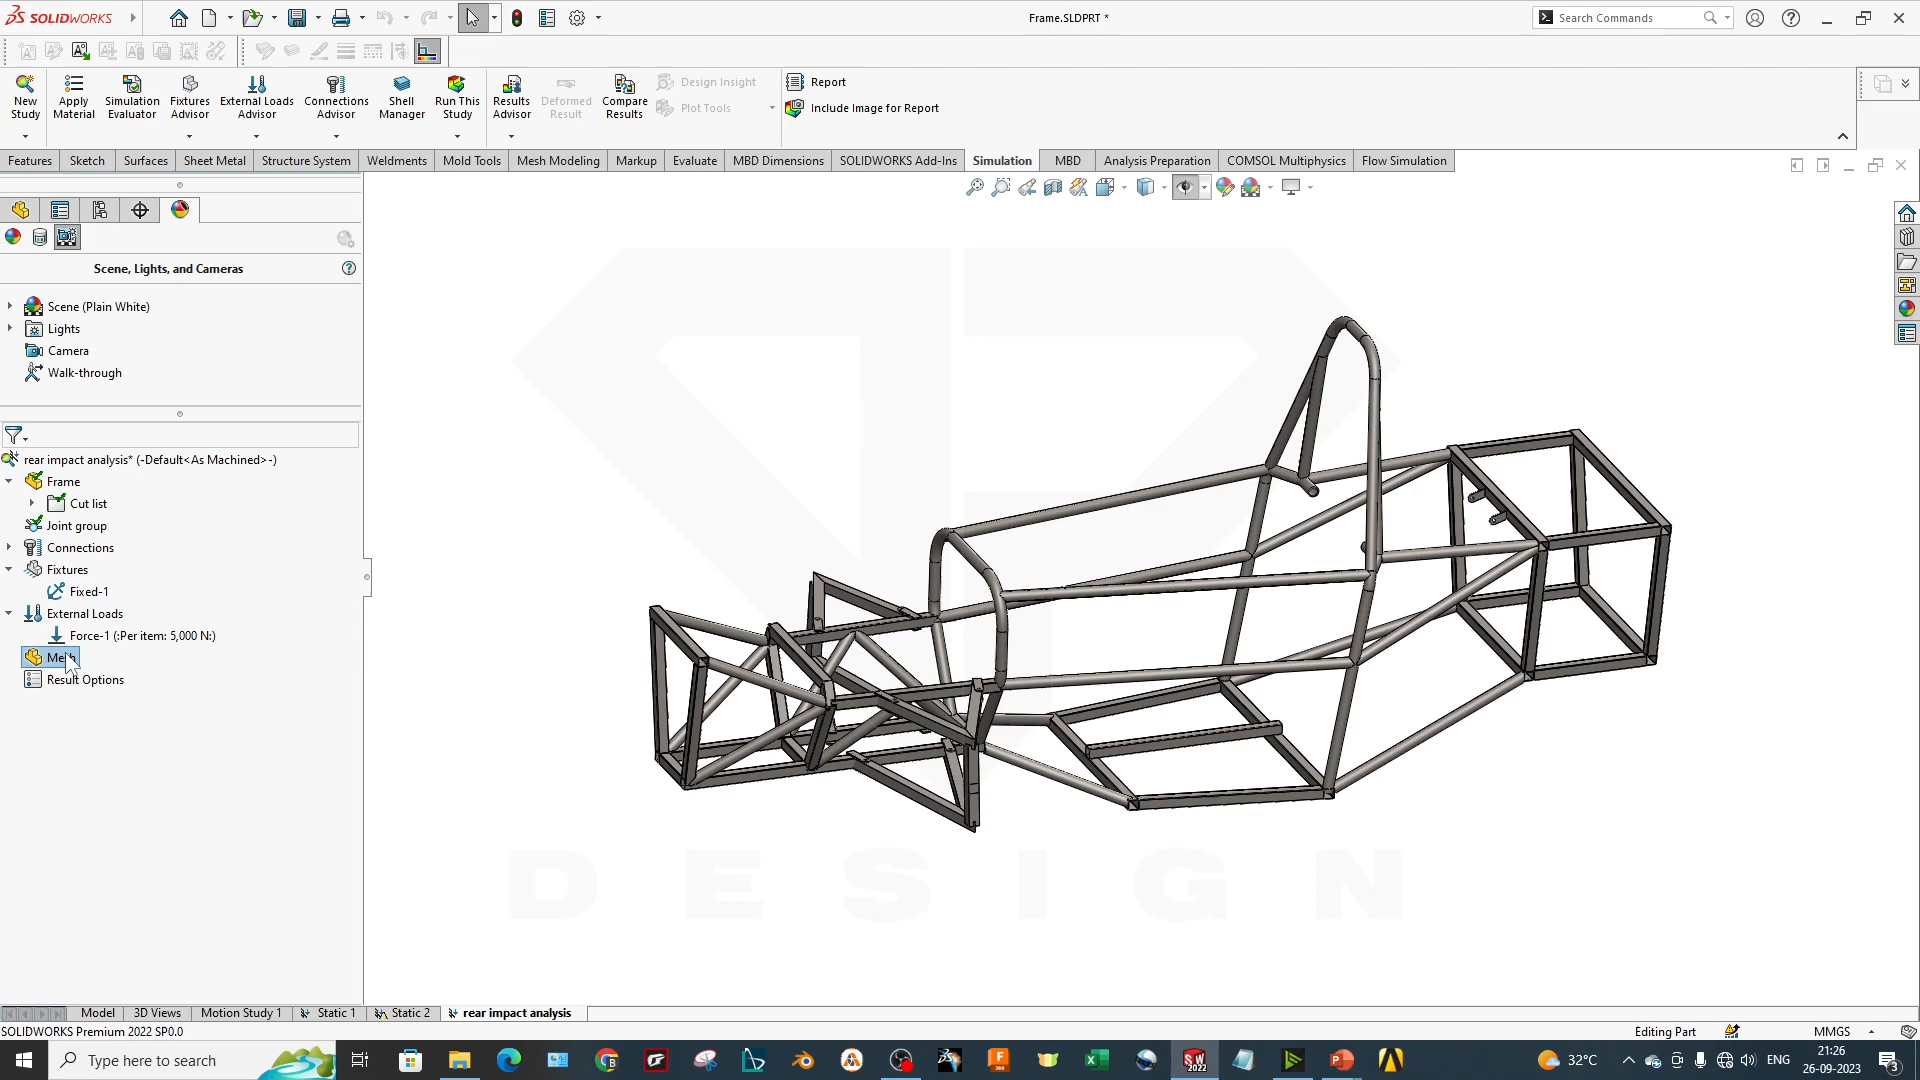 SOLIDWORKS
Frame.SLDPRT *
Search Commands
New Study
Apply Material
Simulation Evaluator
Fixtures Advisor
External Loads Advisor
Connections Advisor
Shell Manager
Run This Study
Results Advisor
Deformed Result
Compare Results
Design Insight
Plot Tools
Report
Include Image for Report
Features
Sketch
Surfaces
Sheet Metal
Structure System
Weldments
Mold Tools
Mesh Modeling
Markup
Evaluate
MBD Dimensions
SOLIDWORKS Add-Ins
Simulation
MBD
Analysis Preparation
COMSOL Multiphysics
Flow Simulation
Scene, Lights, and Cameras
Scene (Plain White)
Lights
Camera
Walk-through
rear impact analysis* (-Default<As Machined>-)
Frame
Cut list
Joint group
Connections
Fixtures
Fixed-1
External Loads
Force-1 (:Per item: 5,000 N:)
Mesh
Result Options
DESIGN
Model
3D Views
Motion Study 1
Static 1
Static 2
rear impact analysis
SOLIDWORKS Premium 2022 SP0.0
Editing Part
MMGS
Type here to search
32°C
ENG
21:26
26-09-2023
3